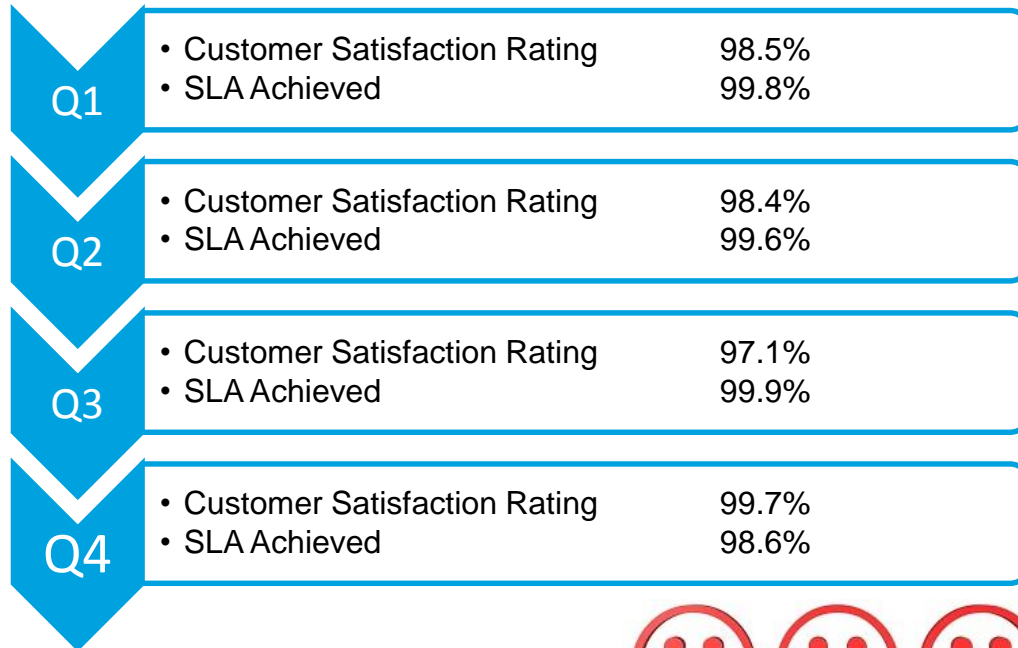 Q1
• Customer Satisfaction Rating 98.5%
• SLA Achieved 99.8%
Q2
• Customer Satisfaction Rating 98.4%
• SLA Achieved 99.6%
Q3
• Customer Satisfaction Rating 97.1%
• SLA Achieved 99.9%
Q4
• Customer Satisfaction Rating 99.7%
• SLA Achieved 98.6%